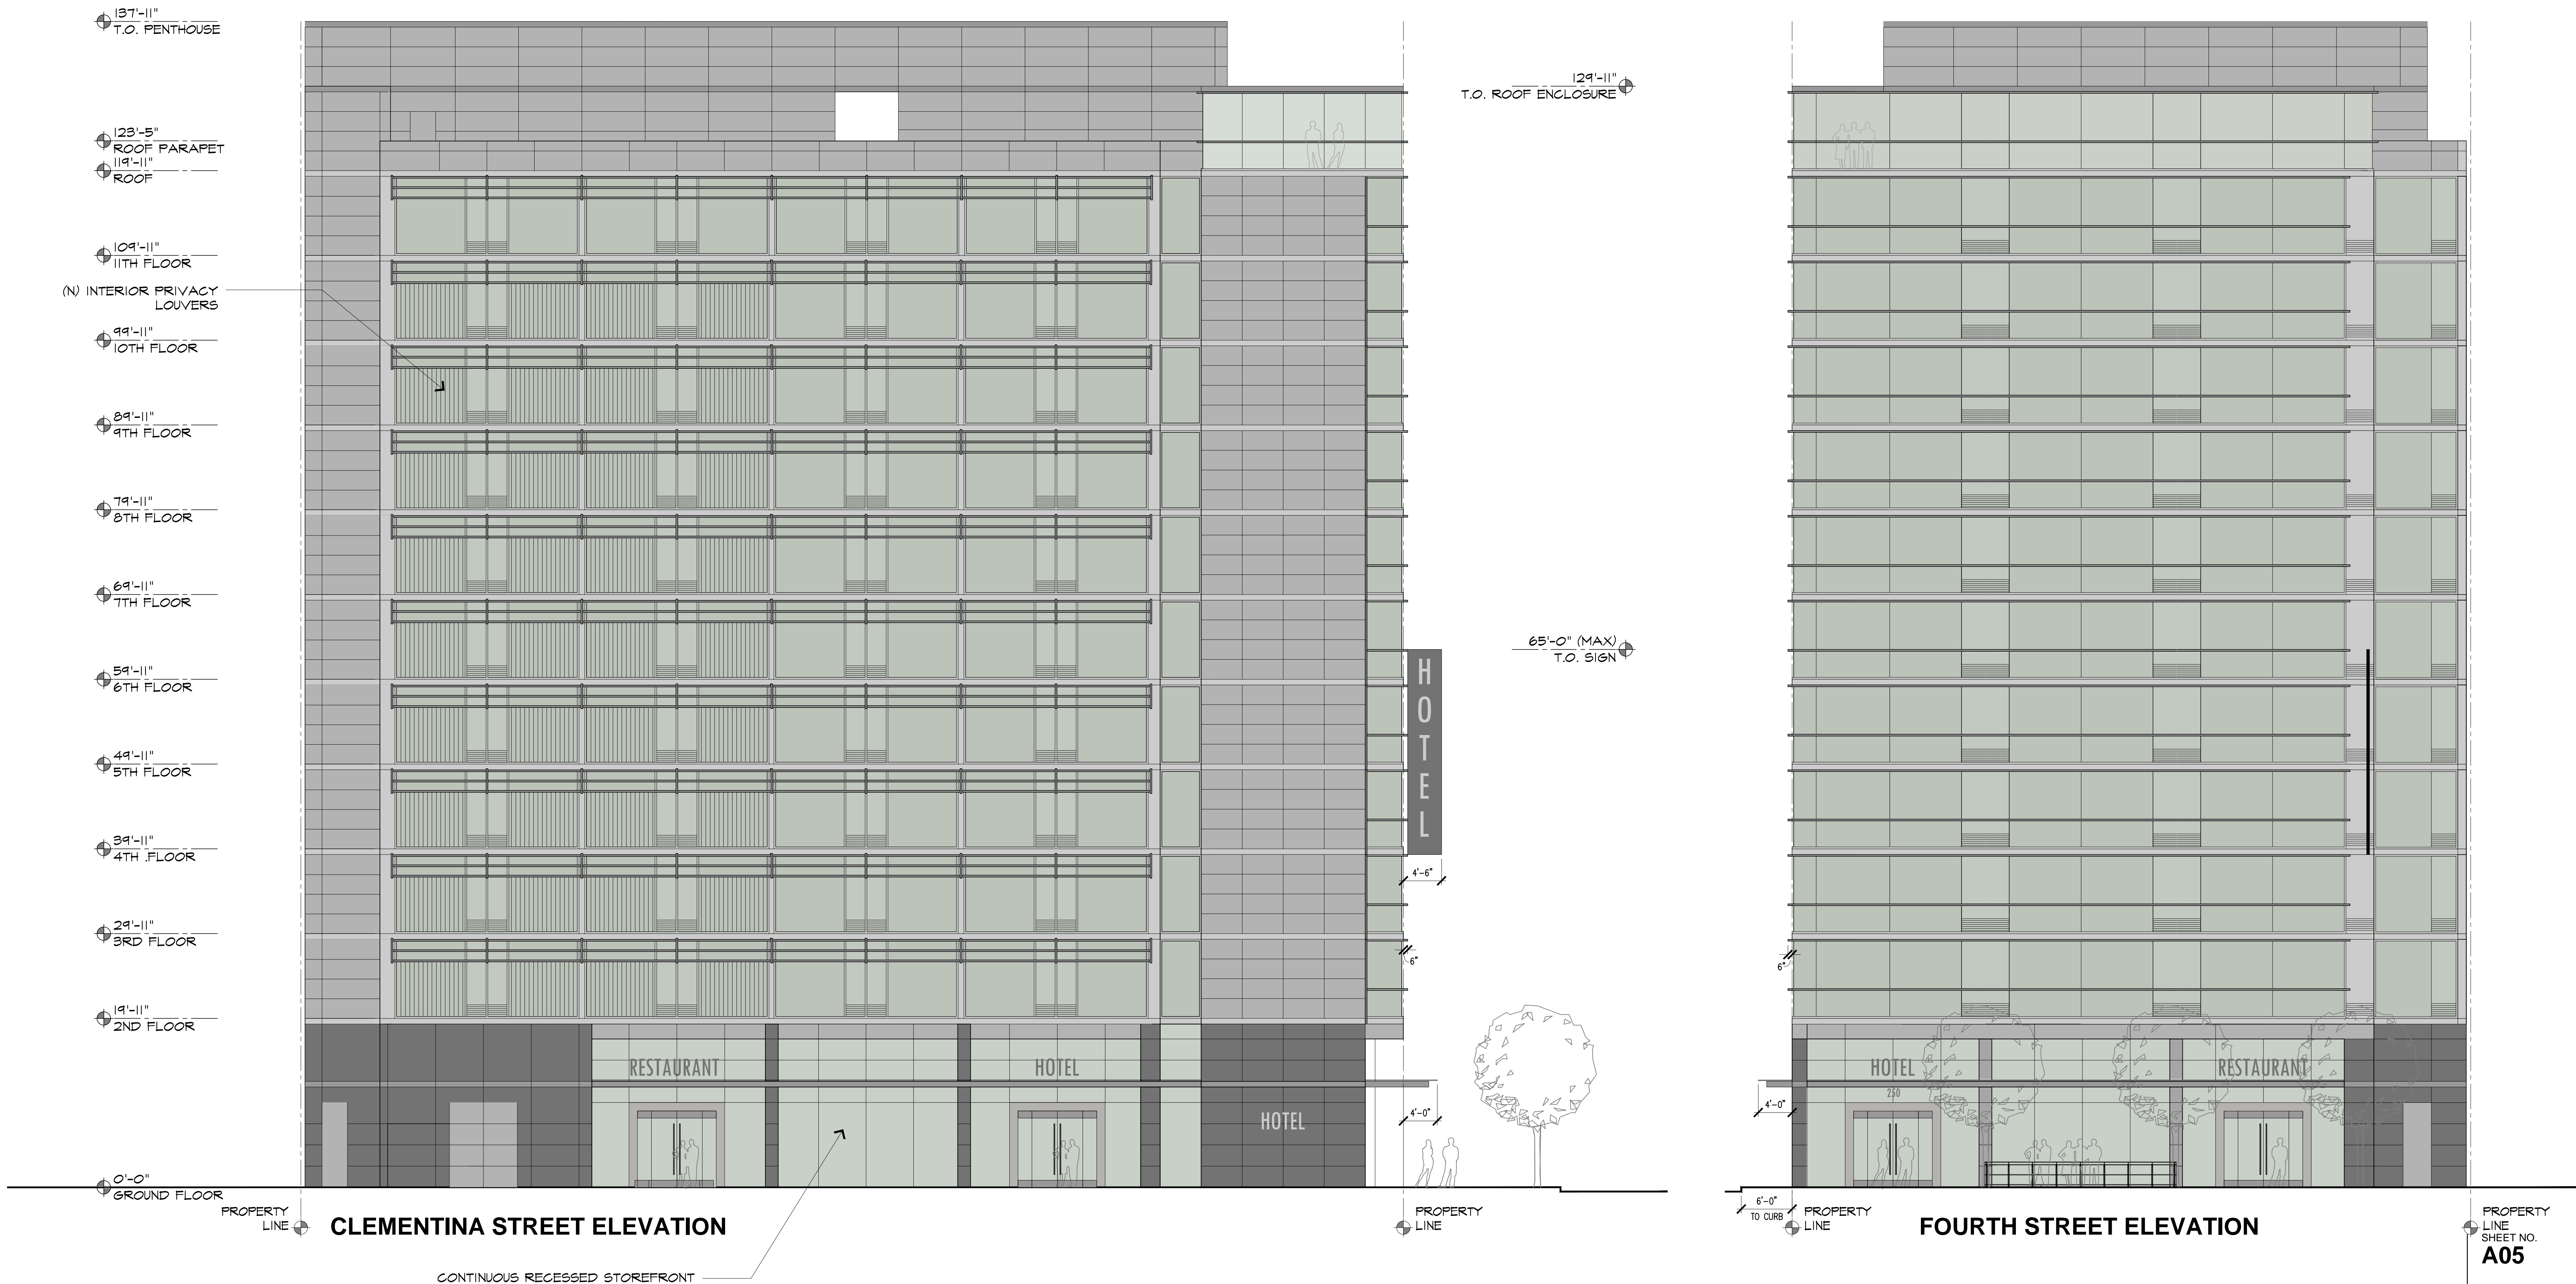 137'-11"
T.O. PENTHOUSE
123'-5"
ROOF PARAPET
119'-11"
ROOF
109'-11"
11TH FLOOR
(N) INTERIOR PRIVACY
LOUVERS
99'-11"
10TH FLOOR
89'-11"
9TH FLOOR
79'-11"
8TH FLOOR
69'-11"
7TH FLOOR
59'-11"
6TH FLOOR
49'-11"
5TH FLOOR
39'-11"
4TH .FLOOR
29'-11"
3RD FLOOR
19'-11"
2ND FLOOR
0'-0"
GROUND FLOOR
PROPERTY
LINE
RESTAURANT
HOTEL
HOTEL
H
O
T
E
L
4'-6"
6"
4'-0"
PROPERTY
LINE
CLEMENTINA STREET ELEVATION
CONTINUOUS RECESSED STOREFRONT
129'-11"
T.O. ROOF ENCLOSURE
65'-0" (MAX)
T.O. SIGN
6"
4'-0"
HOTEL
250
RESTAURANT
6'-0"
TO CURB
PROPERTY
LINE
FOURTH STREET ELEVATION
PROPERTY
LINE
SHEET NO.
A05